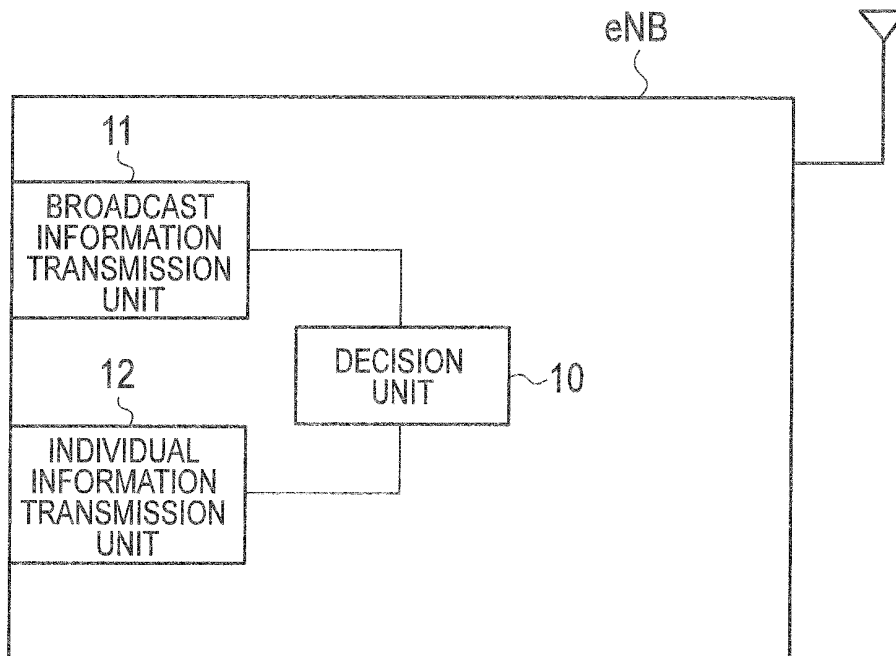 eNB
11
BROADCAST
INFORMATION
TRANSMISSION
UNIT
DECISION
UNIT
10
12
INDIVIDUAL
INFORMATION
TRANSMISSION
UNIT